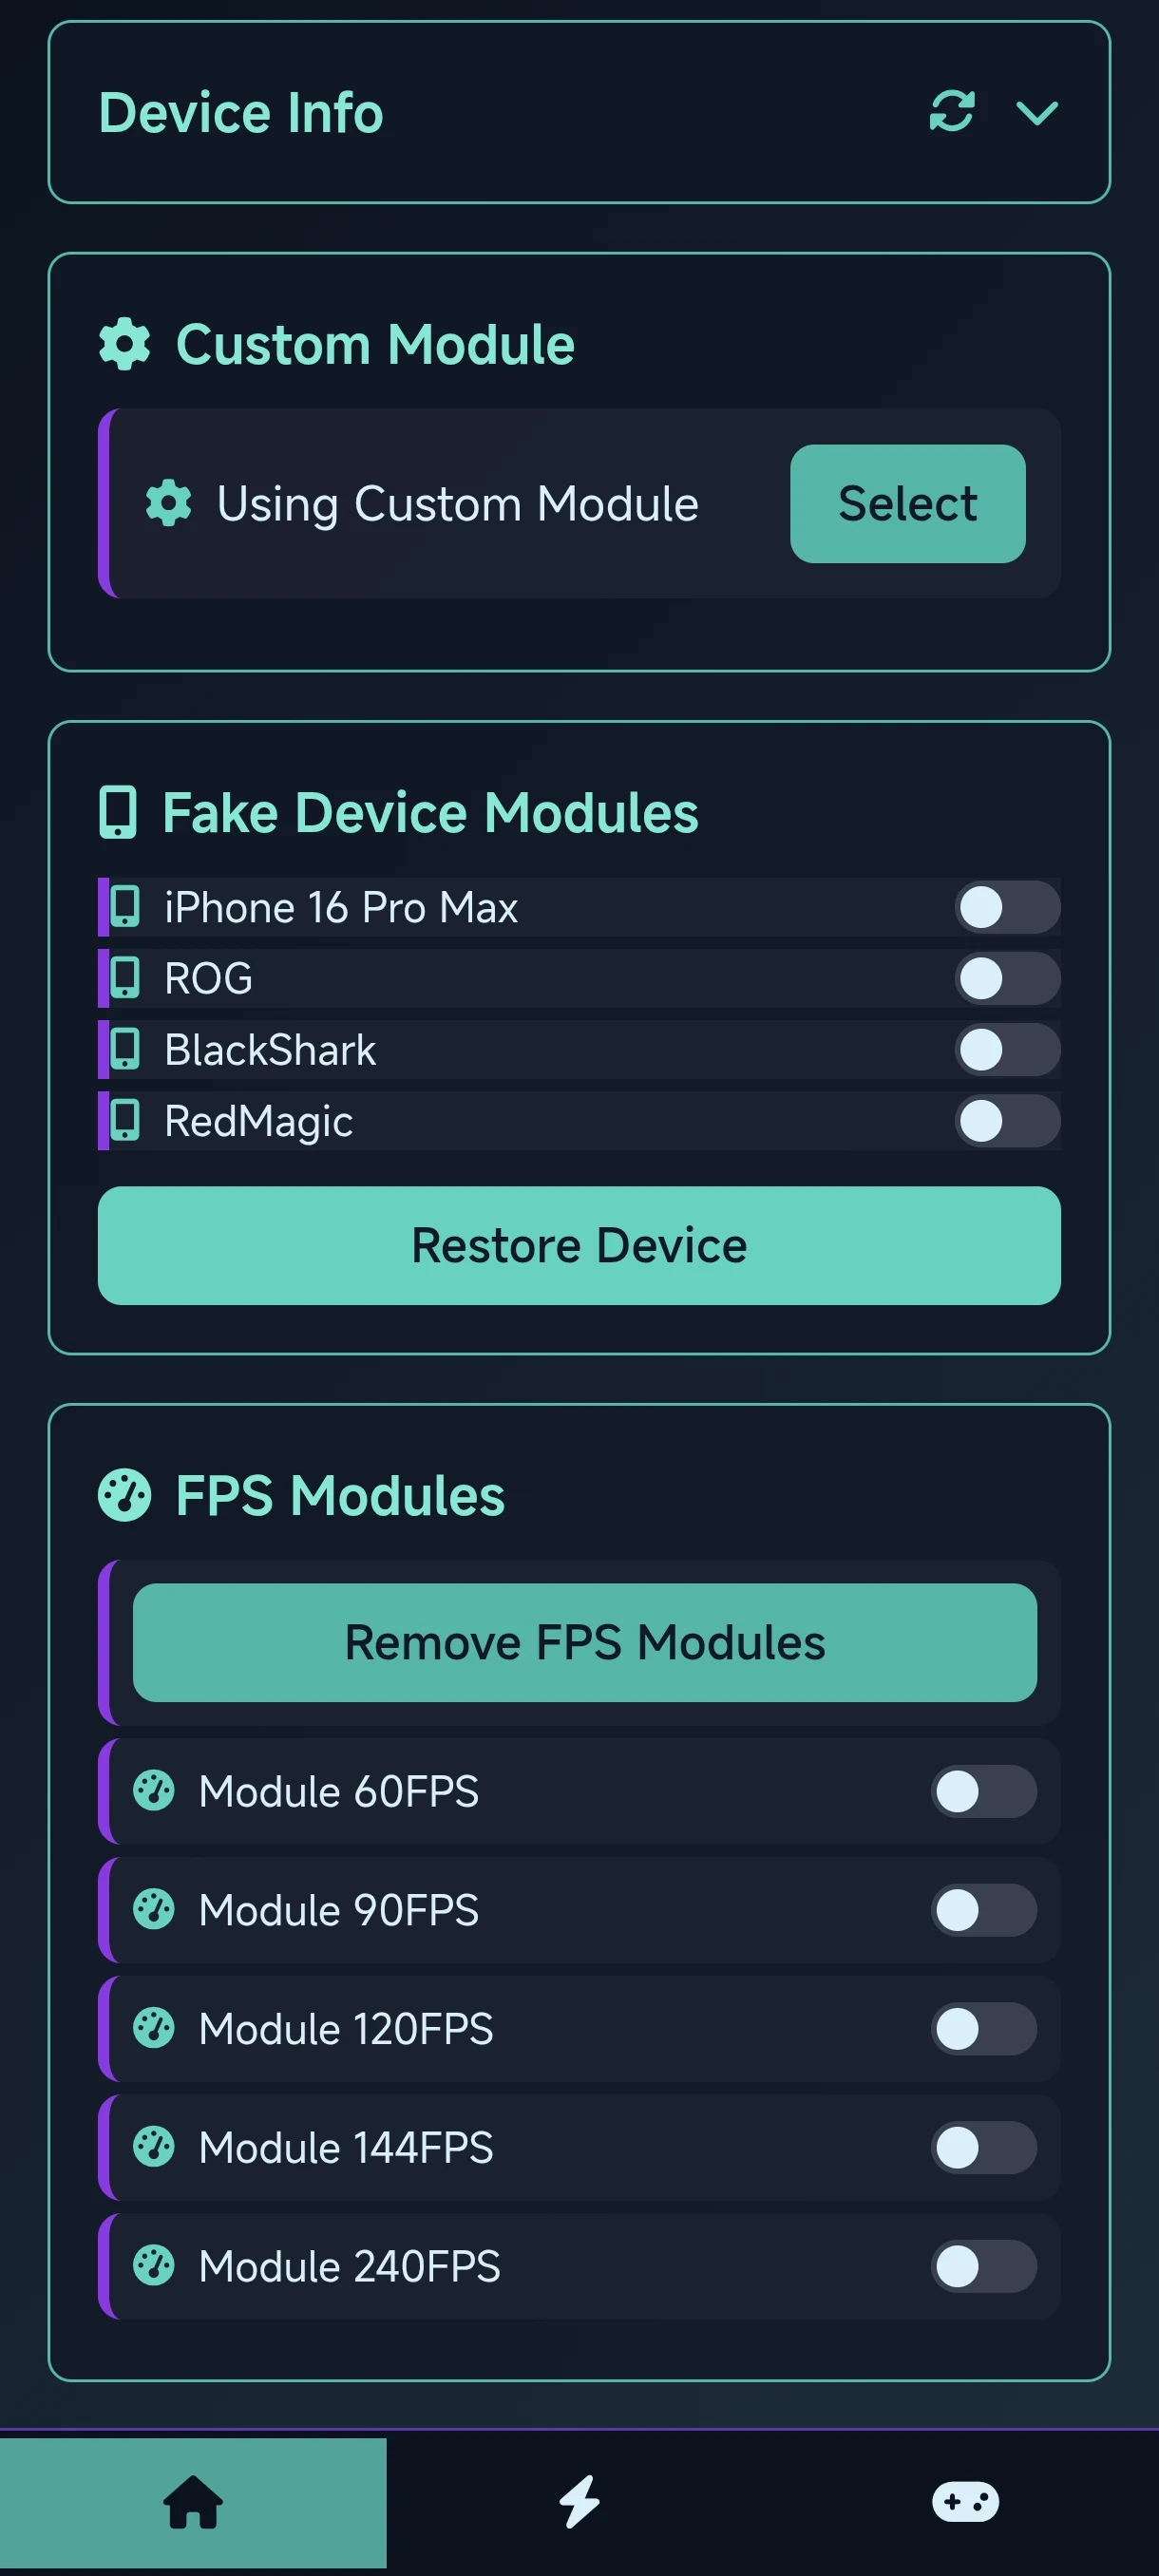 Device Info
Custom Module
Using Custom Module
Select
Fake Device Modules
iPhone 16 Pro Max
ROG
BlackShark
RedMagic
Restore Device
FPS Modules
Remove FPS Modules
Module 60FPS
Module 90FPS
Module 120FPS
Module 144FPS
Module 240FPS